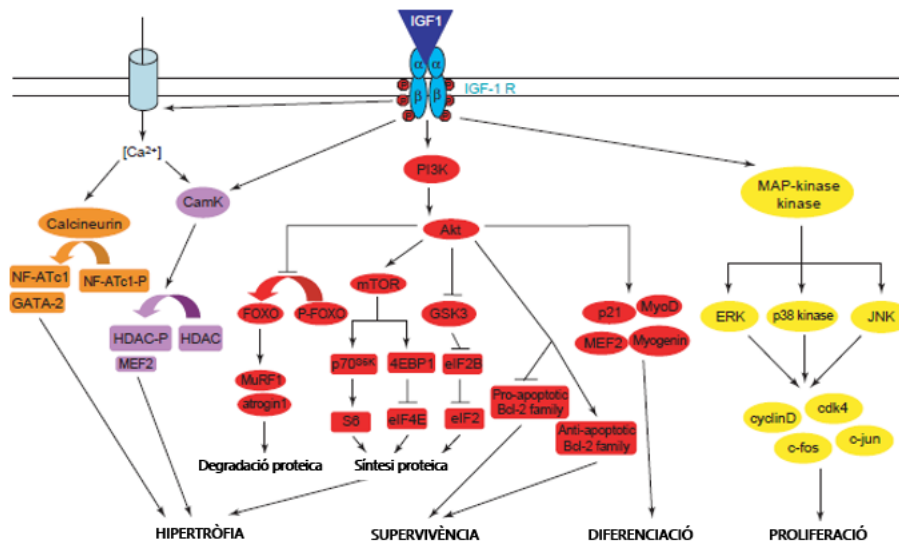 IGF1
α α
β β
P
P
P
P
P
P
IGF-1 R
[Ca²⁺]
PI3K
CamK
MAP-kinase
kinase
Calcineurin
Akt
NF-ATc1
NF-ATc1-P
GATA-2
mTOR
FOXO
P-FOXO
GSK3
p21
MyoD
MEF2
Myogenin
ERK
p38 kinase
JNK
HDAC-P
HDAC
MEF2
p70ˢ⁶ᴷ
4EBP1
eIF2B
MuRF1
atrogin1
Pro-apoptotic
Bcl-2 family
S6
eIF4E
eIF2
Anti-apoptotic
Bcl-2 family
cyclinD
cdk4
c-fos
c-jun
Degradació proteica
Síntesi proteica
HIPERTRÒFIA
SUPERVIVÈNCIA
DIFERENCIACIÓ
PROLIFERACIÓ